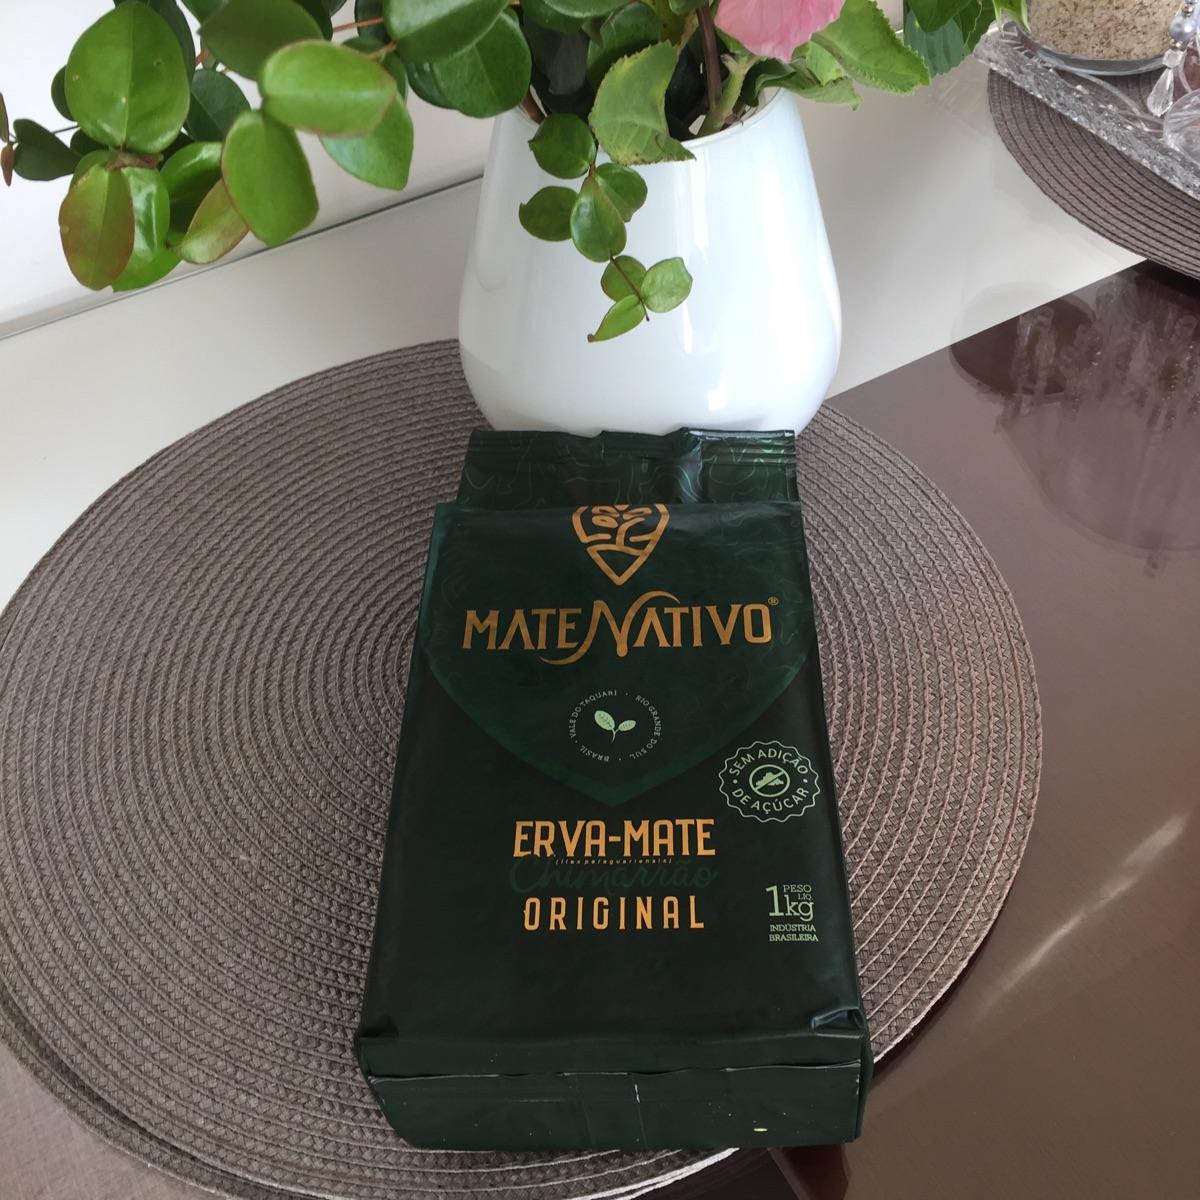 MATENATIVO®
VALE DO TAQUARI · RIO GRANDE DO SUL · BRASIL ·
SEM ADIÇÃO
DE AÇÚCAR
ERVA-MATE
(Ilex paraguariensis)
Chimarrão
ORIGINAL
PESO
LÍQ.
1kg
INDÚSTRIA
BRASILEIRA